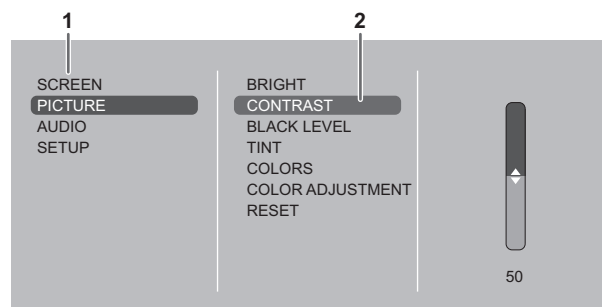 1
2
SCREEN
PICTURE
AUDIO
SETUP
BRIGHT
CONTRAST
BLACK LEVEL
TINT
COLORS
COLOR ADJUSTMENT
RESET
50